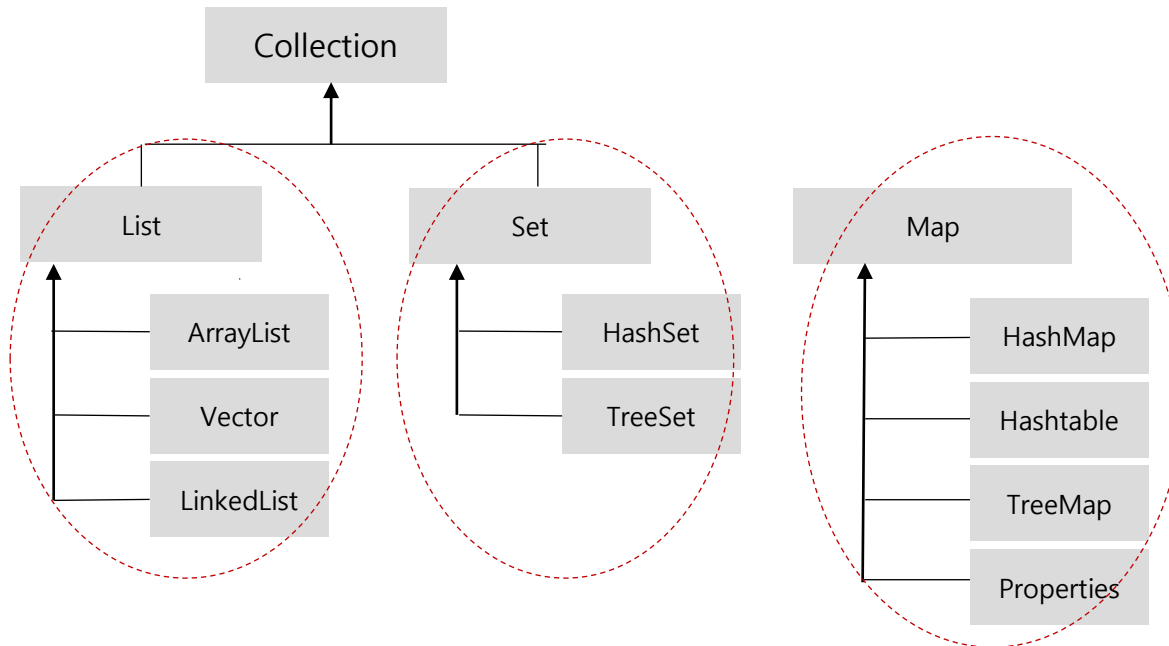 Collection
List
Set
Map
ArrayList
Vector
LinkedList
HashSet
TreeSet
HashMap
Hashtable
TreeMap
Properties